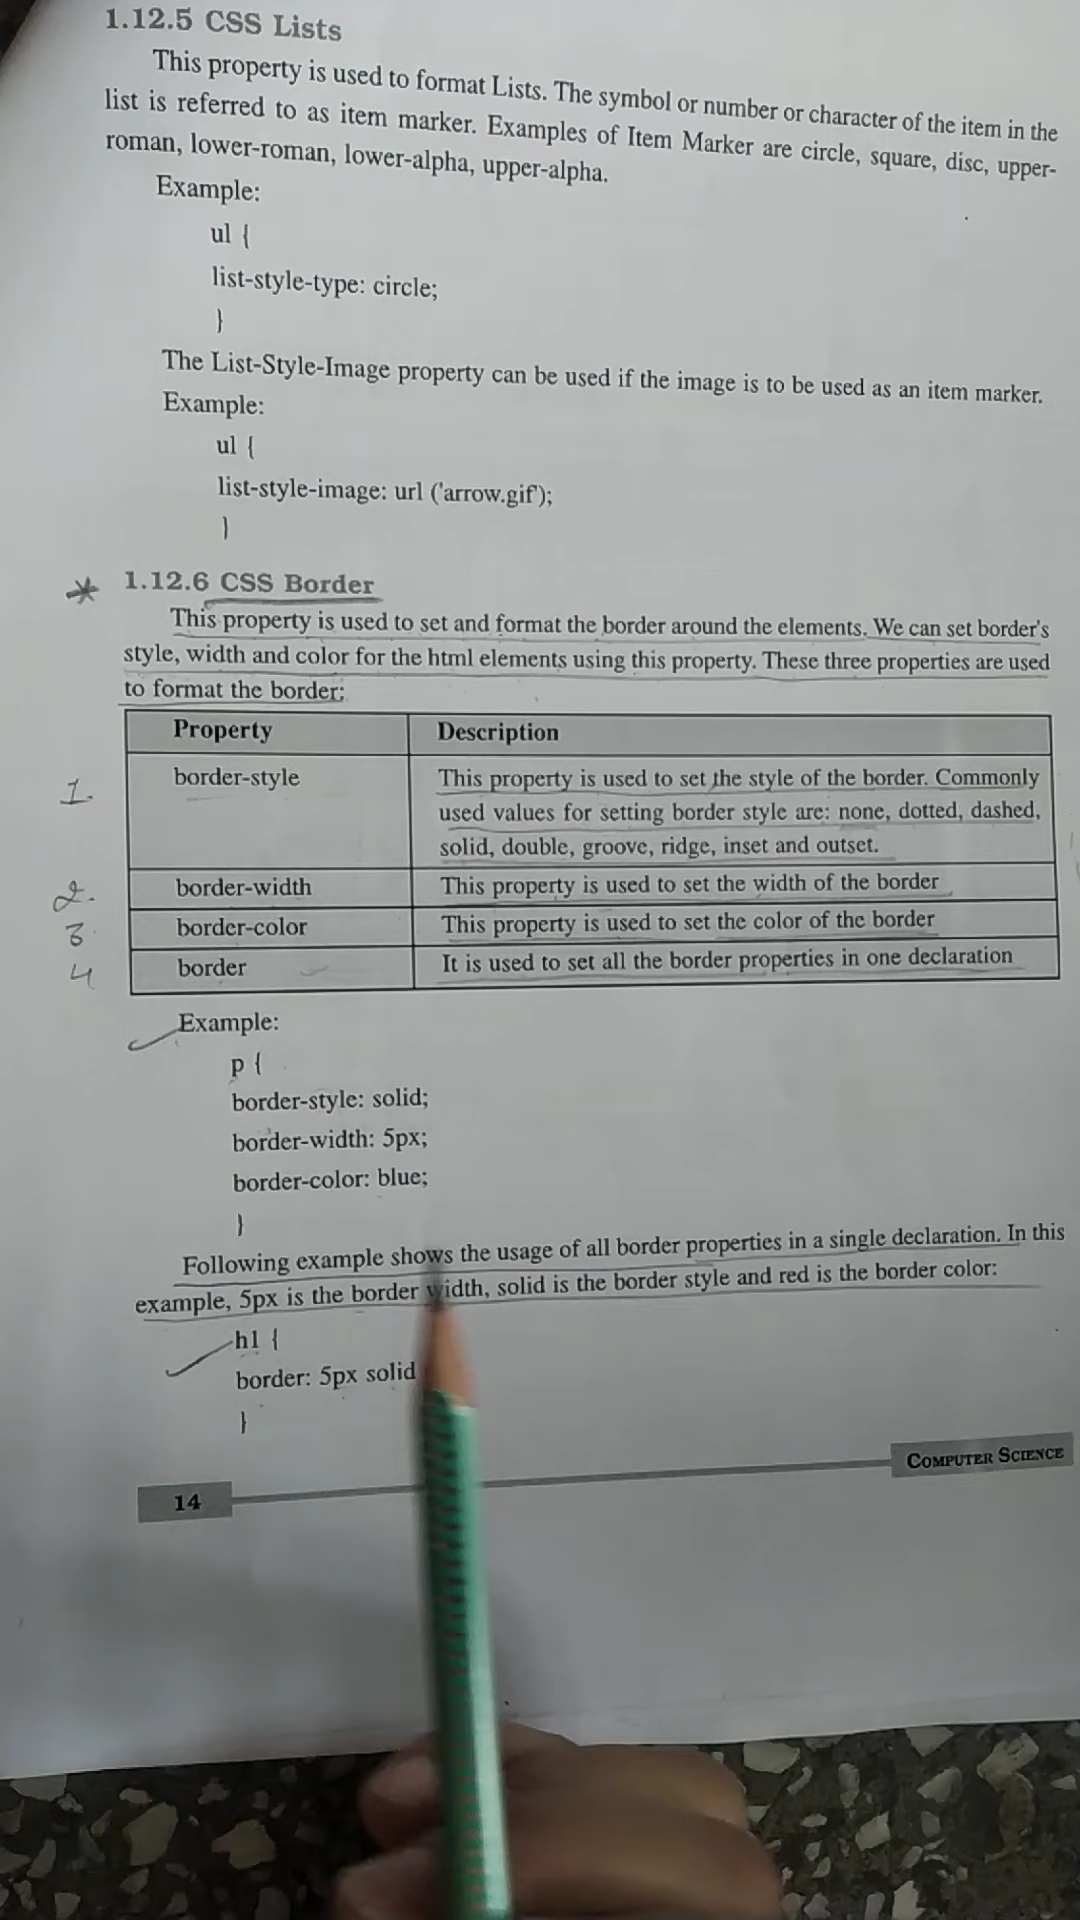 1.12.5 CSS Lists
This property is used to format Lists. The symbol or number or character of the item in the
list is referred to as item marker. Examples of Item Marker are circle, square, disc, upper-
roman, lower-roman, lower-alpha, upper-alpha.
Example:
ul {
list-style-type: circle;
}
The List-Style-Image property can be used if the image is to be used as an item marker.
Example:
ul {
list-style-image: url ('arrow.gif');
}
* 1.12.6 CSS Border
This property is used to set and format the border around the elements. We can set border's
style, width and color for the html elements using this property. These three properties are used
to format the border:
Property Description
1. border-style This property is used to set the style of the border. Commonly
used values for setting border style are: none, dotted, dashed,
solid, double, groove, ridge, inset and outset.
2. border-width This property is used to set the width of the border
3. border-color This property is used to set the color of the border
4 border It is used to set all the border properties in one declaration
Example:
p {
border-style: solid;
border-width: 5px;
border-color: blue;
}
Following example shows the usage of all border properties in a single declaration. In this
example, 5px is the border width, solid is the border style and red is the border color:
h1 {
border: 5px solid
}
COMPUTER SCIENCE
14